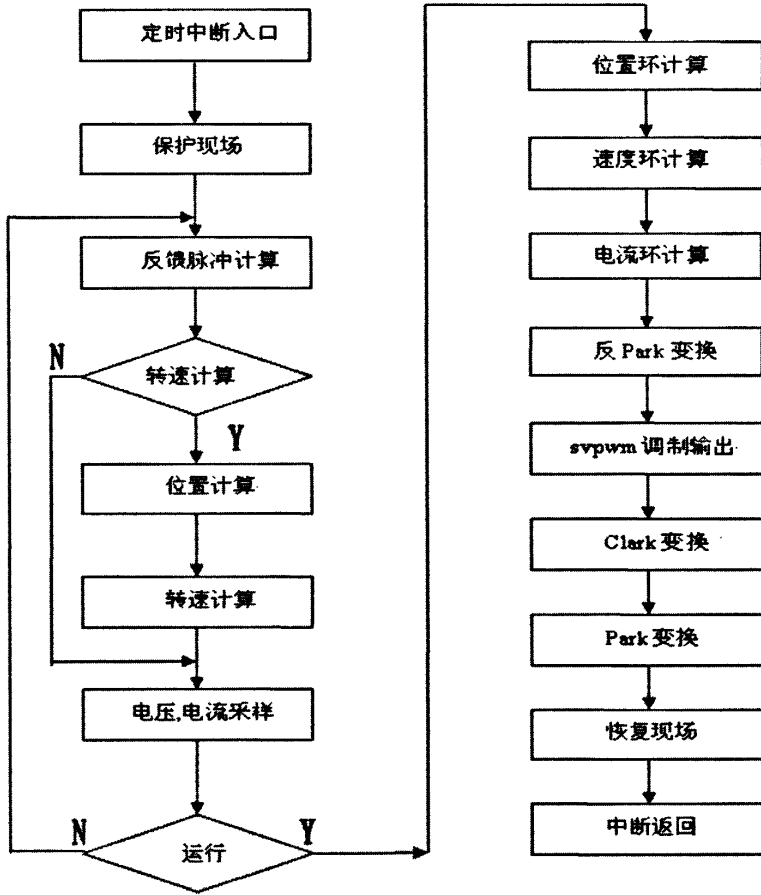 定时中断入口
保护现场
反馈脉冲计算
N
转速计算
Y
位置计算
转速计算
电压,电流采样
N
运行
Y
位置环计算
速度环计算
电流环计算
反 Park 变换
svpwm 调制输出
Clark 变换
Park 变换
恢复现场
中断返回